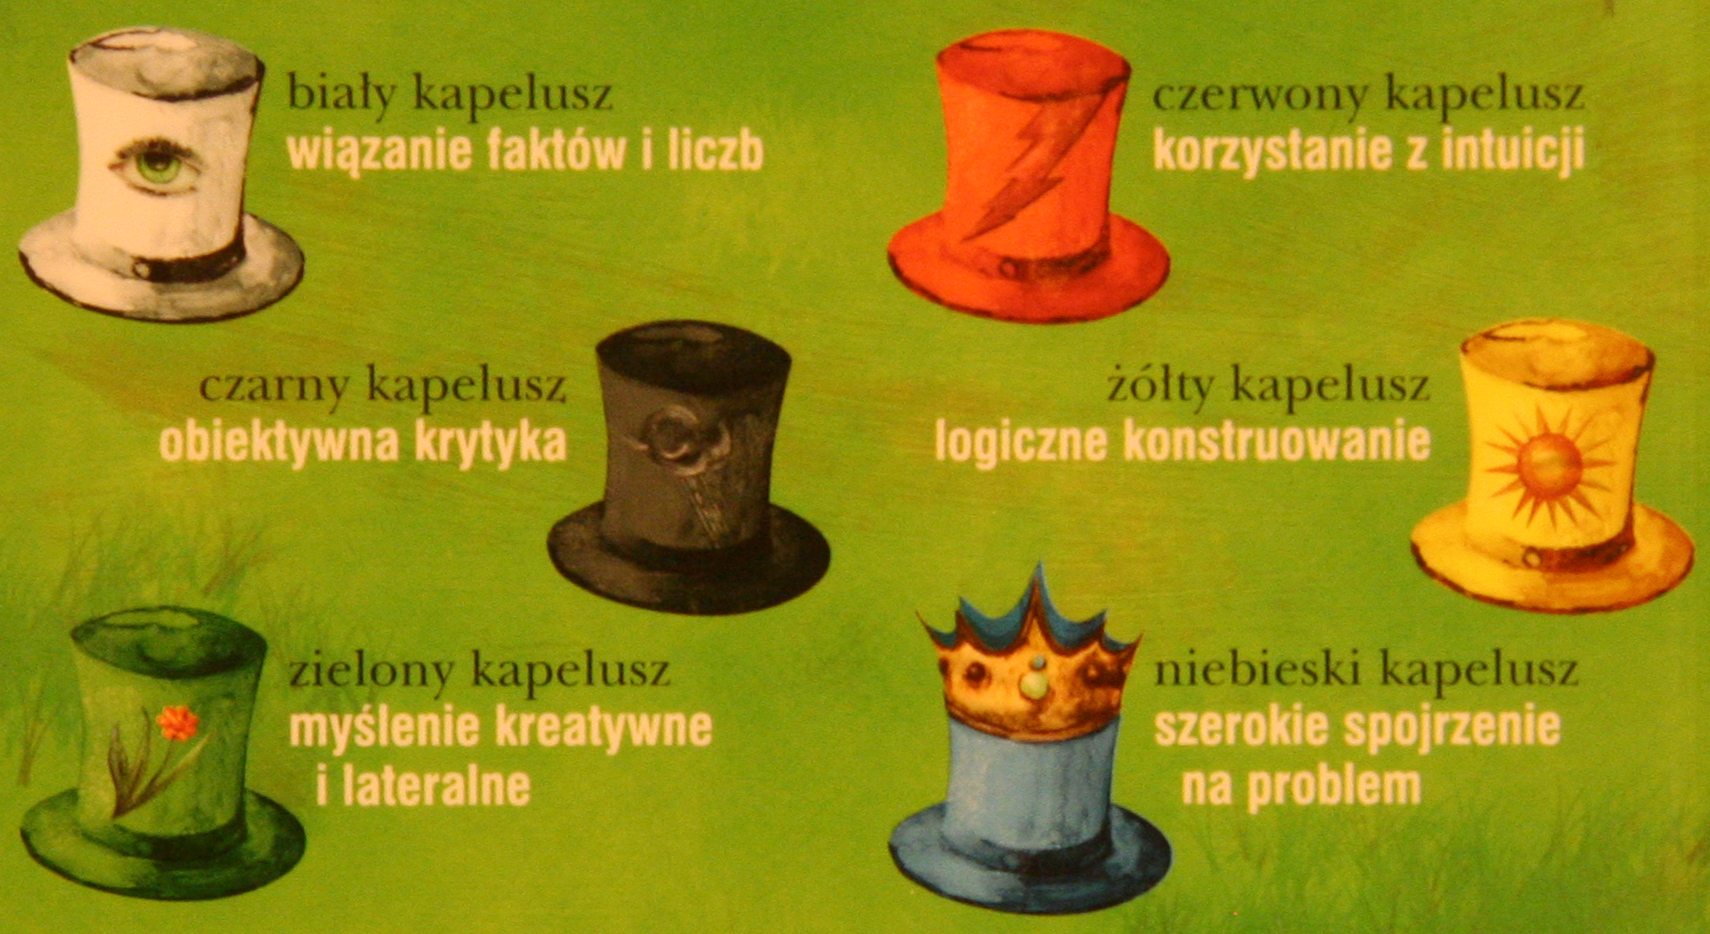 biały kapelusz
wiązanie faktów i liczb
czerwony kapelusz
korzystanie z intuicji
czarny kapelusz
obiektywna krytyka
żółty kapelusz
logiczne konstruowanie
zielony kapelusz
myślenie kreatywne
i lateralne
niebieski kapelusz
szerokie spojrzenie
na problem